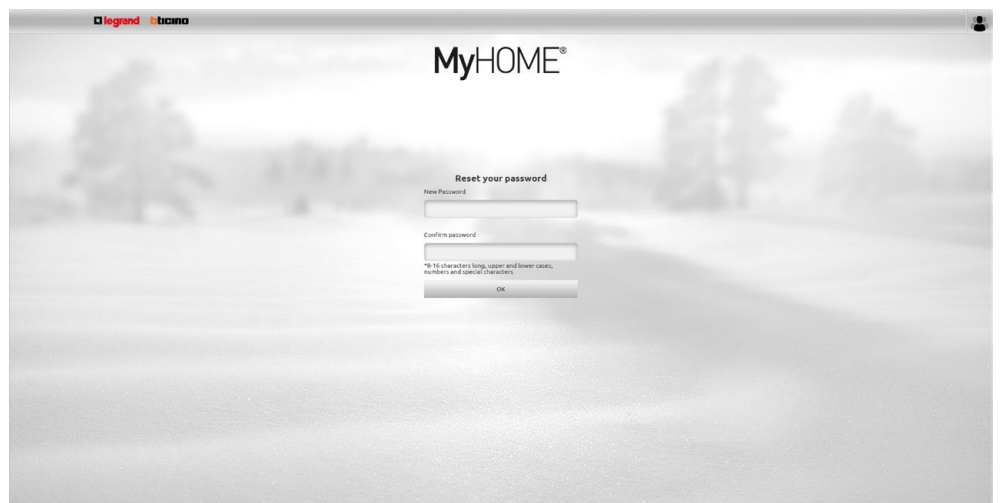 legrand bticino
MyHOME®
Reset your password
New Password
Confirm password
*8-16 characters long, upper and lower cases,
numbers and special characters
OK